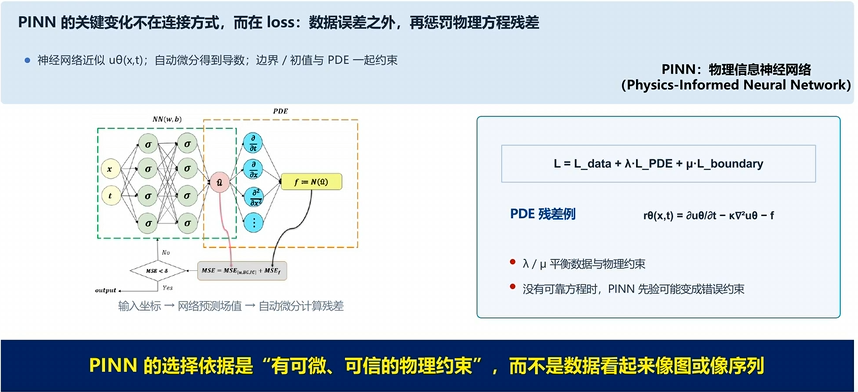 PINN 的关键变化不在连接方式，而在 loss：数据误差之外，再惩罚物理方程残差
神经网络近似 uθ(x,t)；自动微分得到导数；边界 / 初值与 PDE 一起约束
PINN：物理信息神经网络
(Physics-Informed Neural Network)
NN(w,b)
PDE
x
t
σ
σ
σ
σ
σ
σ
σ
σ
û
∂/∂t
∂/∂x
∂²/∂x²
⋮
f ≔ N(û)
No
MSE < δ
Yes
output
MSE = MSE(u,BC,IC) + MSE_f
输入坐标 → 网络预测场值 → 自动微分计算残差
L = L_data + λ·L_PDE + μ·L_boundary
PDE 残差例
rθ(x,t) = ∂uθ/∂t − κ∇²uθ − f
λ / μ 平衡数据与物理约束
没有可靠方程时，PINN 先验可能变成错误约束
PINN 的选择依据是“有可微、可信的物理约束”，而不是数据看起来像图或像序列